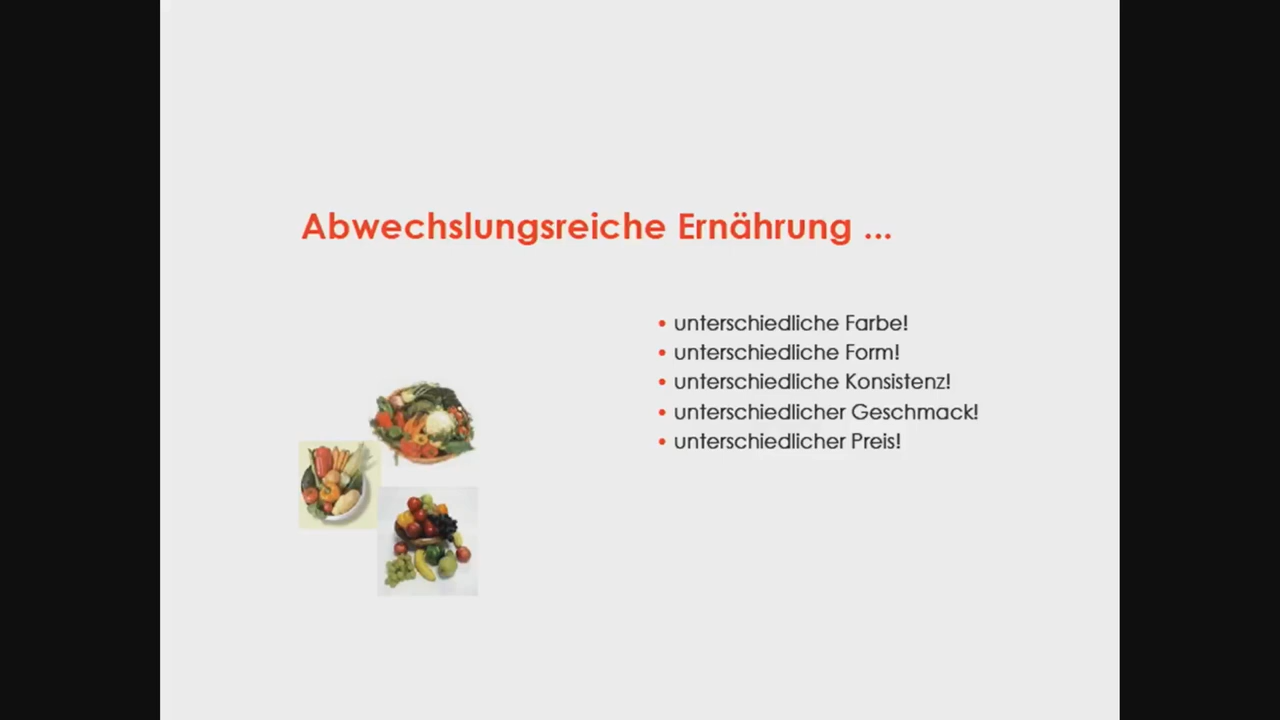 Abwechslungsreiche Ernährung ...
• unterschiedliche Farbe!
• unterschiedliche Form!
• unterschiedliche Konsistenz!
• unterschiedlicher Geschmack!
• unterschiedlicher Preis!